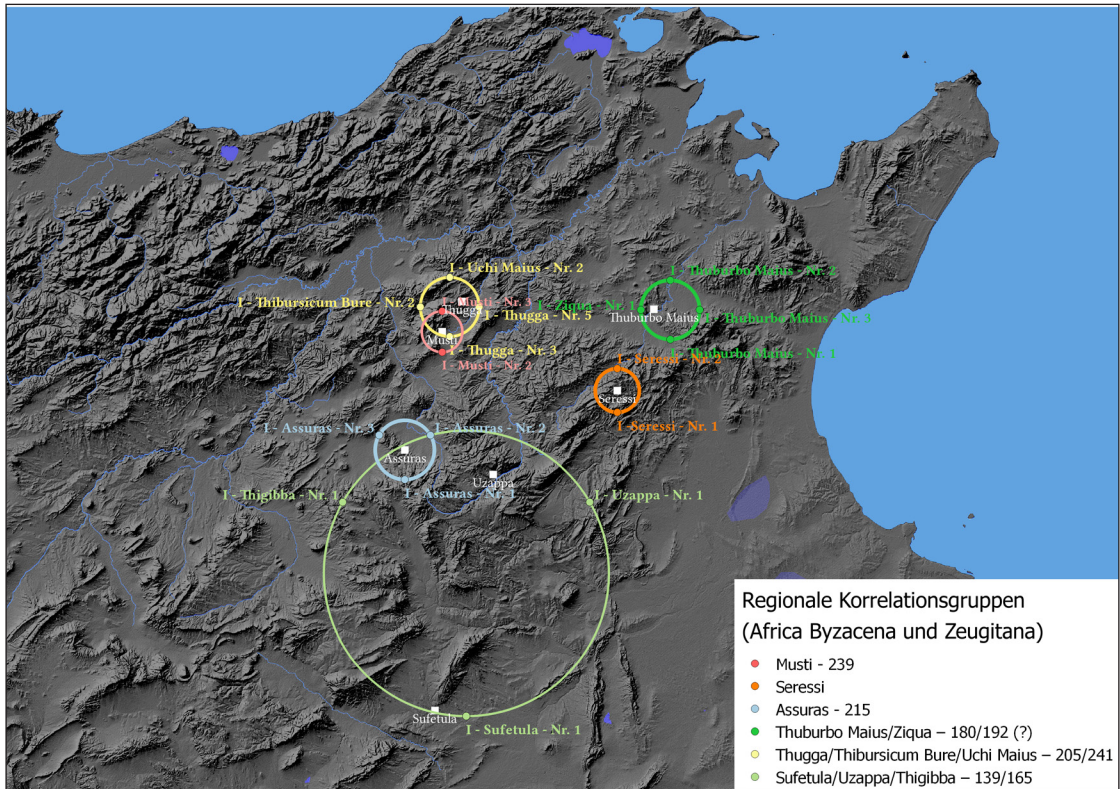 I - Uchi Maius - Nr. 2
I - Thuburbo Maius - Nr. 2
I - Thibursicum Bure - Nr. 2
I - Musti - Nr. 3
Thugga
I - Thugga - Nr. 5
I - Ziqua - Nr. 1
Thuburbo Maius
I - Thuburbo Maius - Nr. 3
Musti
I - Thugga - Nr. 3
I - Thuburbo Maius - Nr. 1
I - Musti - Nr. 2
I - Seressi - Nr. 2
Seressi
I - Seressi - Nr. 1
I - Assuras - Nr. 3
I - Assuras - Nr. 2
Assuras
Uzappa
I - Assuras - Nr. 1
I - Thigibba - Nr. 1
I - Uzappa - Nr. 1
Sufetula
I - Sufetula - Nr. 1
Regionale Korrelationsgruppen
(Africa Byzacena und Zeugitana)
Musti - 239
Seressi
Assuras - 215
Thuburbo Maius/Ziqua – 180/192 (?)
Thugga/Thibursicum Bure/Uchi Maius – 205/241
Sufetula/Uzappa/Thigibba – 139/165